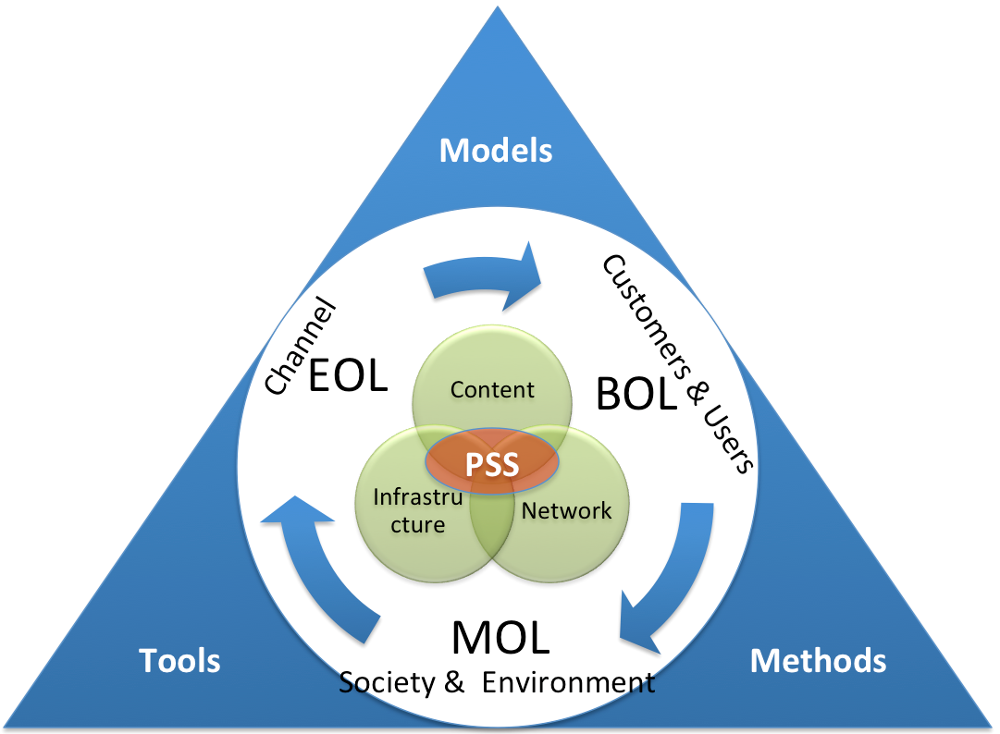 Models
Customers & Users
Channel
EOL
BOL
Content
PSS
Infrastru
cture
Network
MOL
Society &  Environment
Tools
Methods